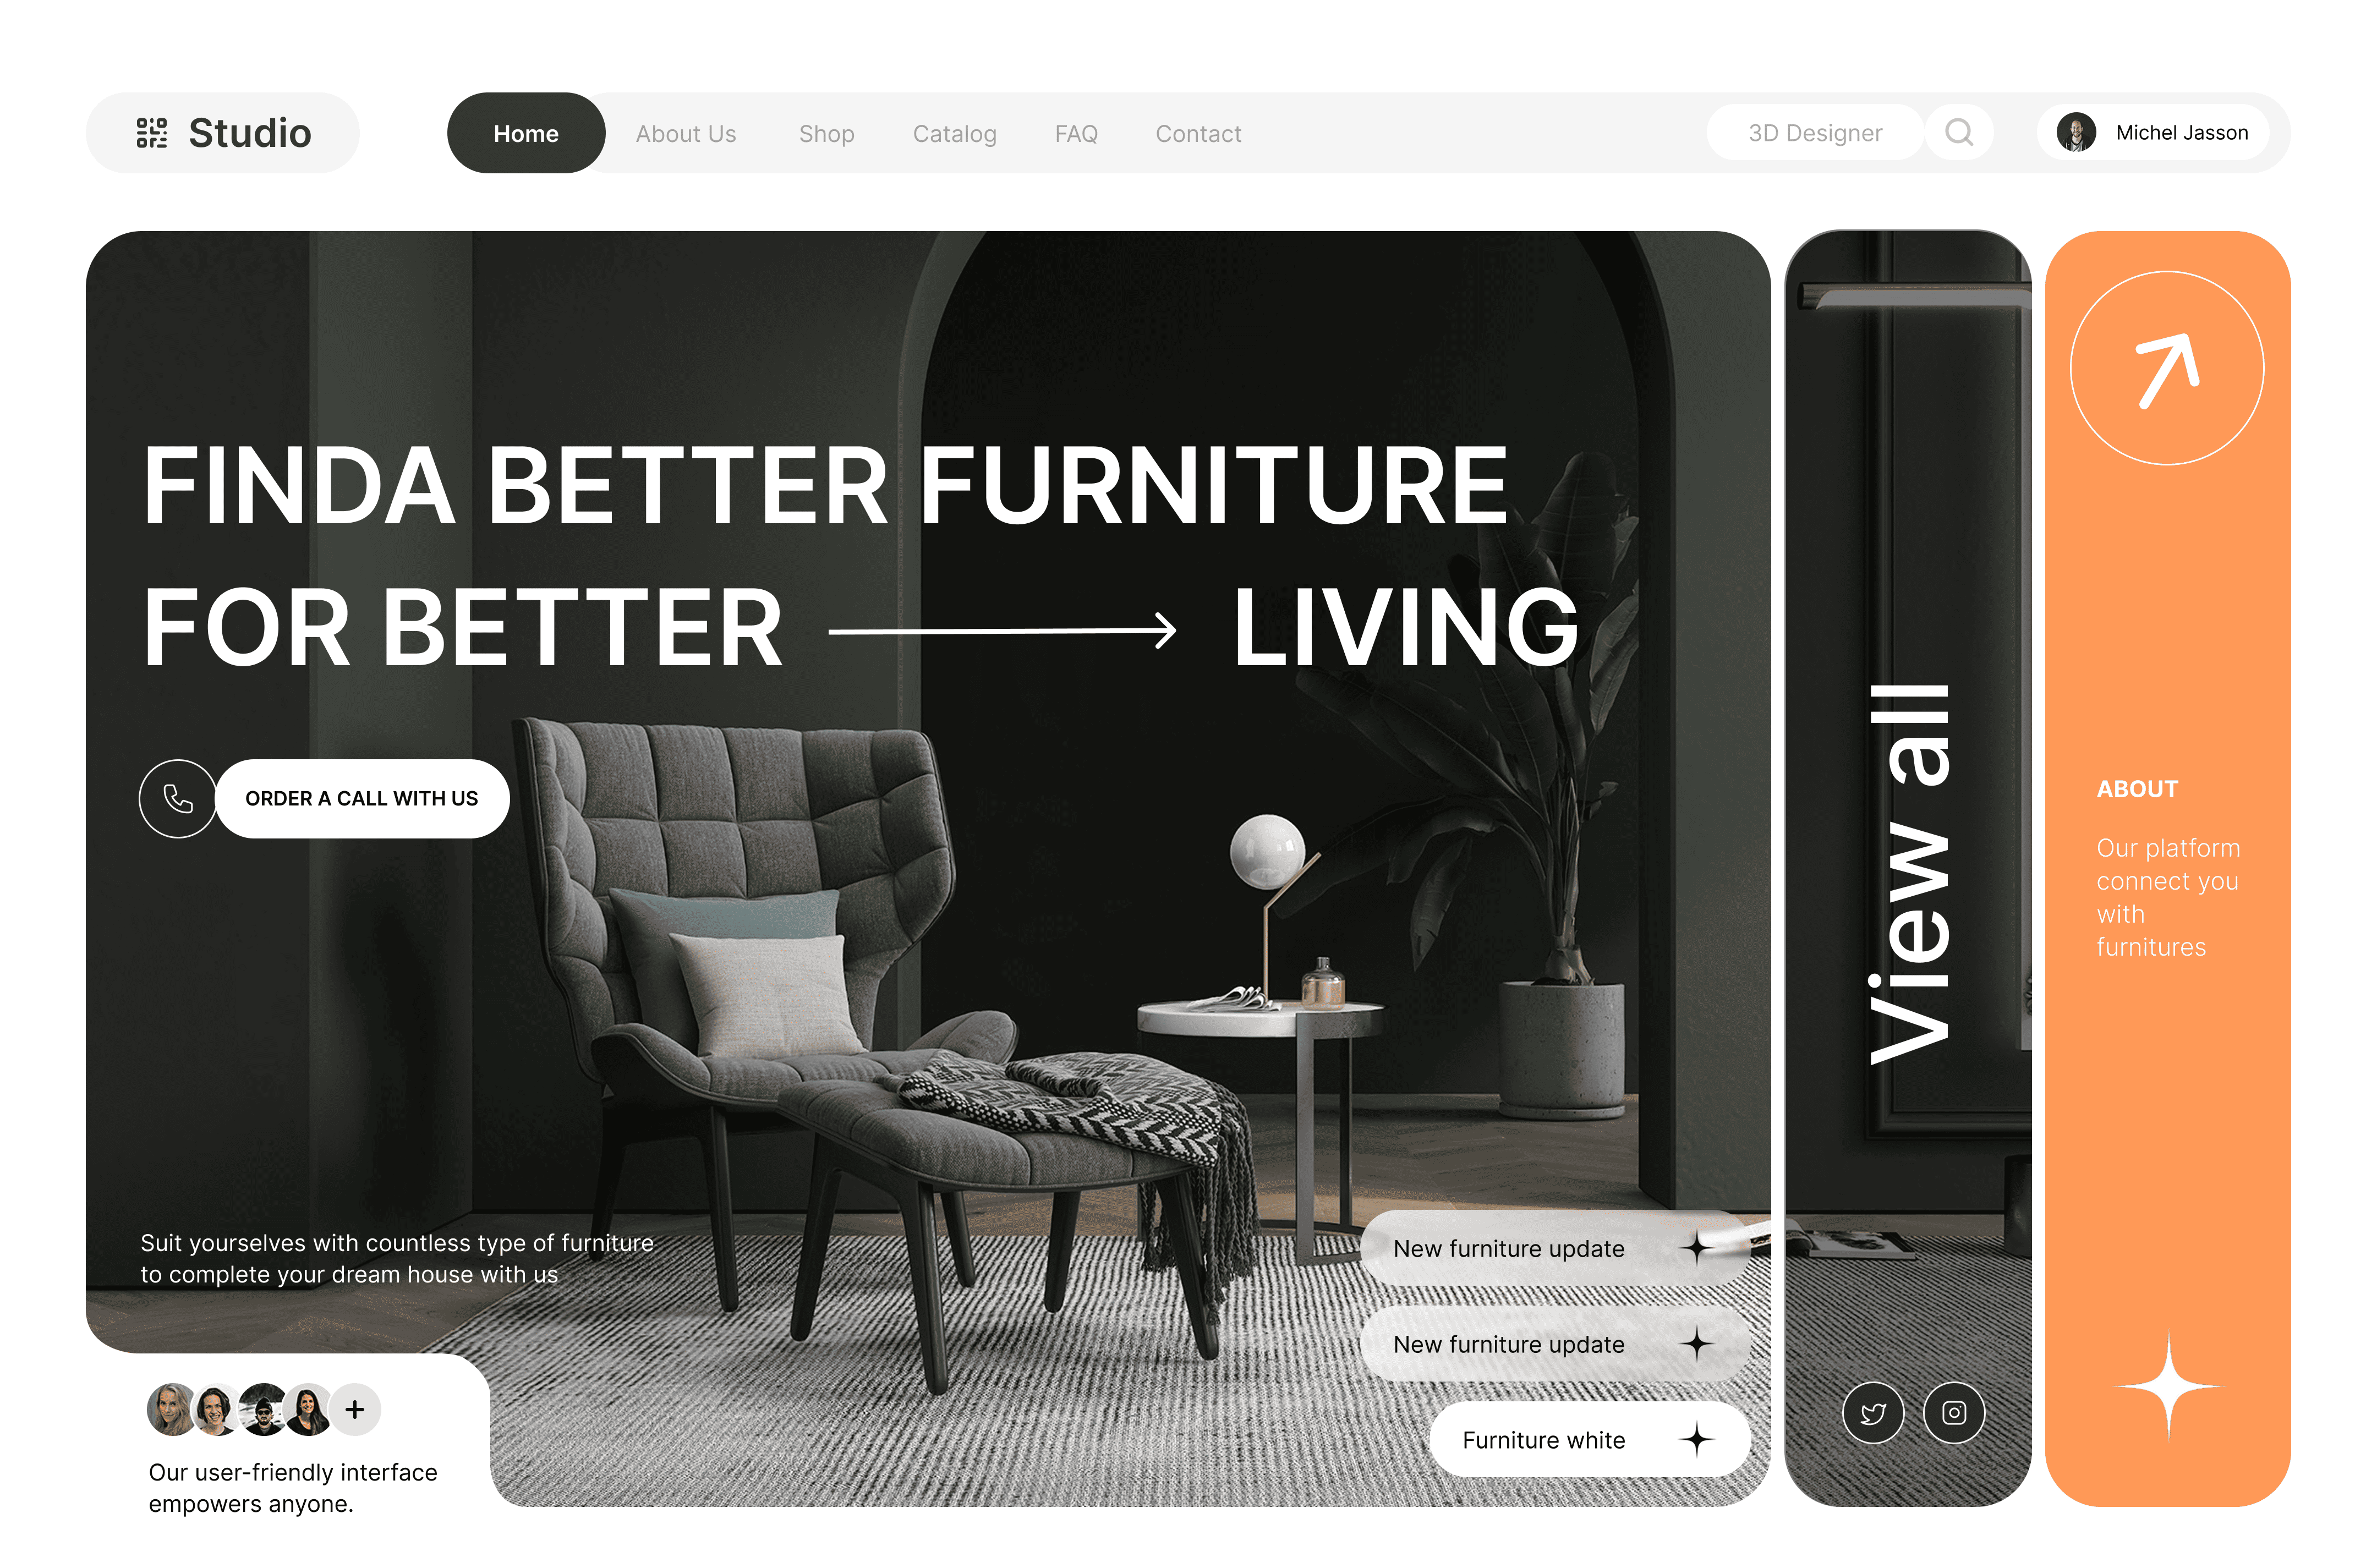 Studio
Home
About Us
Shop
Catalog
FAQ
Contact
3D Designer
Michel Jasson
FINDA BETTER FURNITURE
FOR BETTER LIVING
ORDER A CALL WITH US
Suit yourselves with countless type of furniture
to complete your dream house with us
Our user-friendly interface
empowers anyone.
New furniture update
New furniture update
Furniture white
View all
ABOUT
Our platform
connect you
with
furnitures